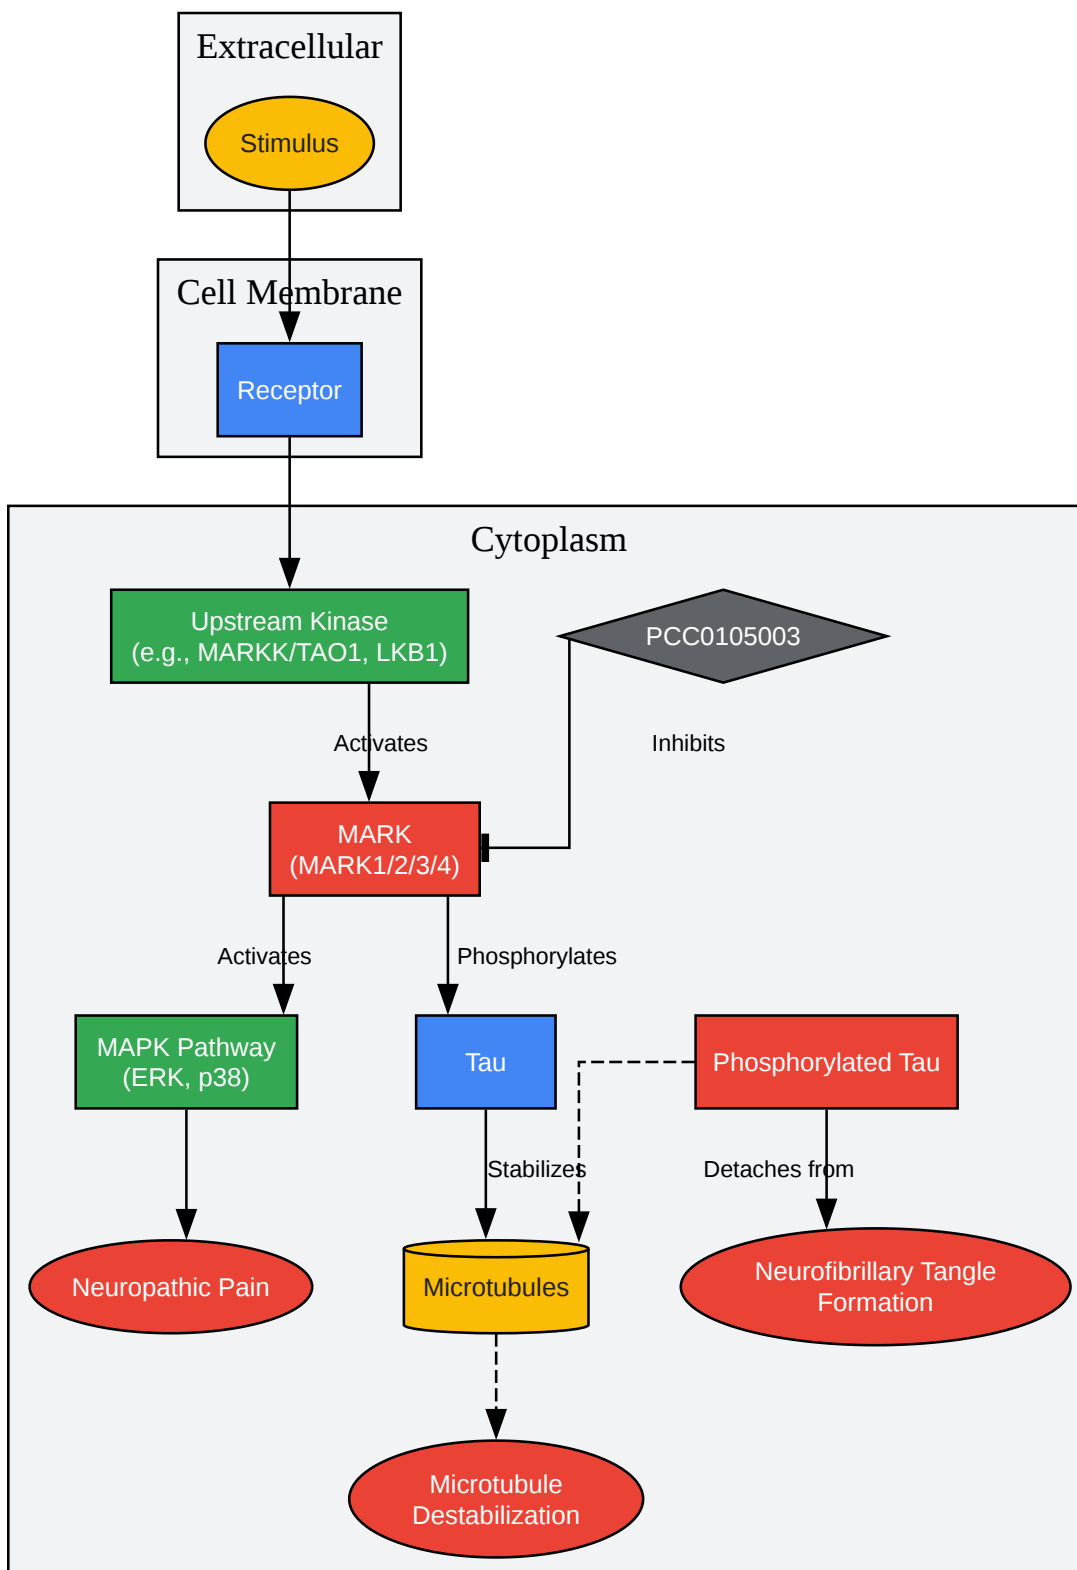 Extracellular
Stimulus
Cell Membrane
Receptor
Cytoplasm
Upstream Kinase
(e.g., MARKK/TAO1, LKB1)
PCC0105003
Activates
Inhibits
MARK
(MARK1/2/3/4)
Activates
Phosphorylates
MAPK Pathway
(ERK, p38)
Tau
Phosphorylated Tau
Stabilizes
Detaches from
Neuropathic Pain
Microtubules
Neurofibrillary Tangle
Formation
Microtubule
Destabilization